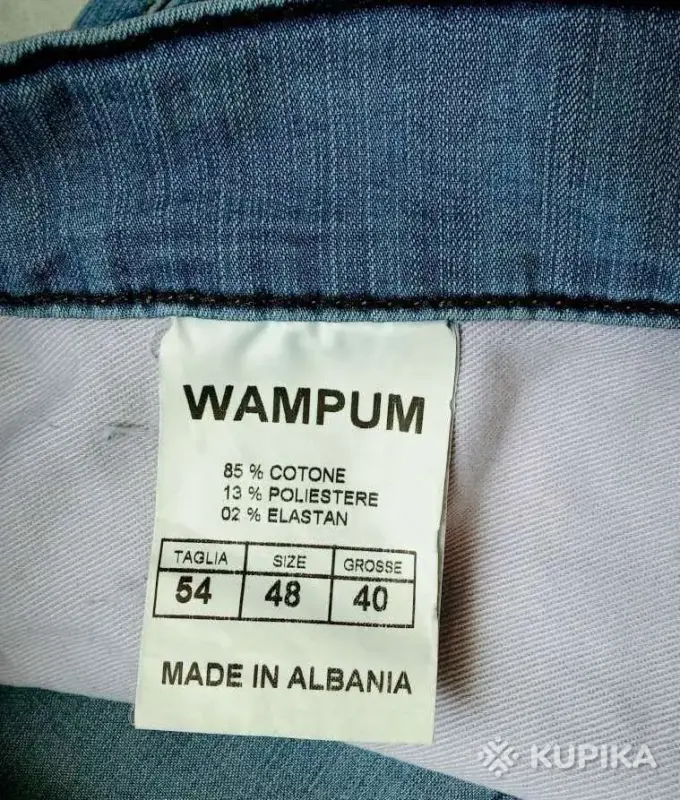 WAMPUM
85 % COTONE
13 % POLIESTERE
02 % ELASTAN
TAGLIA SIZE GROSSE
54 48 40
MADE IN ALBANIA
KUPIKA